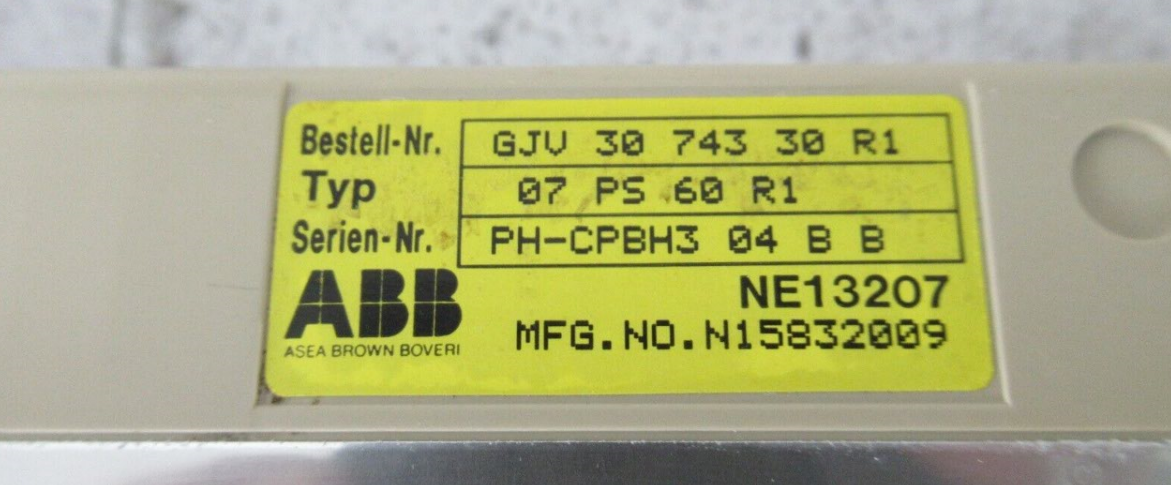 Bestell-Nr. GJV 30 743 30 R1
Typ 07 PS 60 R1
Serien-Nr. PH-CPBH3 04 B B
ABB NE13207
ASEA BROWN BOVERI MFG.NO.N15832009